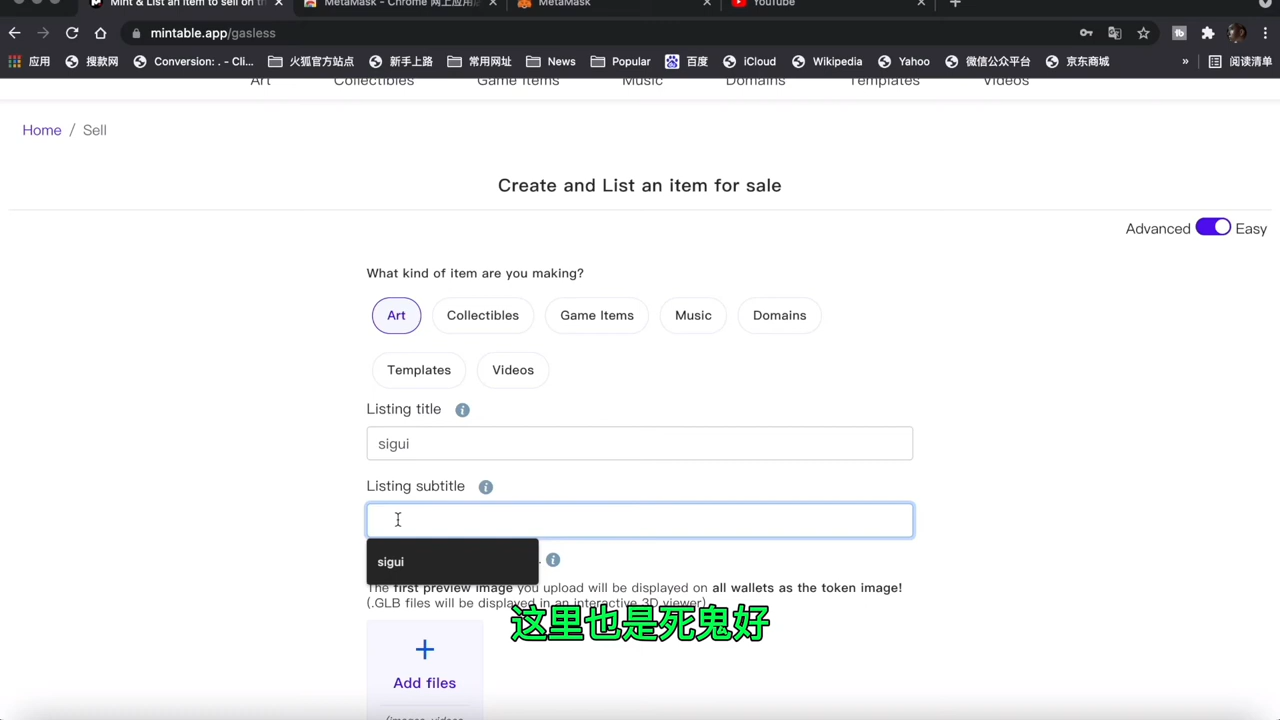 Mint & List an item to sell on th
MetaMask - Chrome 网上应用店
MetaMask
YouTube
mintable.app/gasless
应用
搜款网
Conversion: . - Cli...
火狐官方站点
新手上路
常用网址
News
Popular
百度
iCloud
Wikipedia
Yahoo
微信公众平台
京东商城
»
阅读清单
Art
Collectibles
Game Items
Music
Domains
Templates
Videos
Home / Sell
Create and List an item for sale
Advanced
Easy
What kind of item are you making?
Art
Collectibles
Game Items
Music
Domains
Templates
Videos
Listing title
sigui
Listing subtitle
sigui
The first preview image you upload will be displayed on all wallets as the token image!
(.GLB files will be displayed in an interactive 3D viewer)
这里也是死鬼好
Add files
(images, videos,